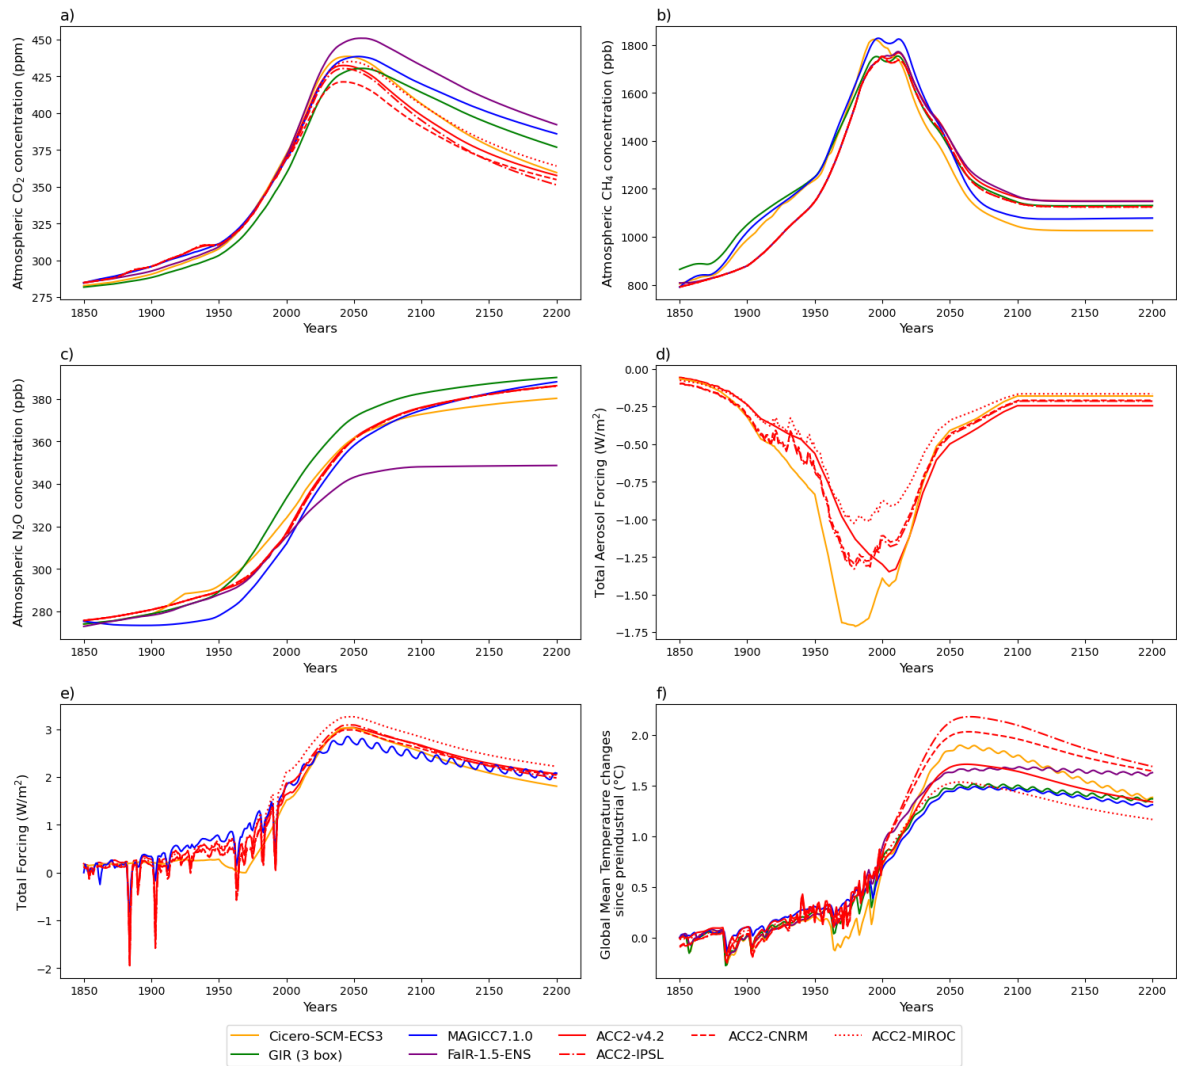 a)
Atmospheric CO2 concentration (ppm)
450
425
400
375
350
325
300
275
1850 1900 1950 2000 2050 2100 2150 2200
Years
b)
Atmospheric CH4 concentration (ppb)
1800
1600
1400
1200
1000
800
1850 1900 1950 2000 2050 2100 2150 2200
Years
c)
Atmospheric N2O concentration (ppb)
380
360
340
320
300
280
1850 1900 1950 2000 2050 2100 2150 2200
Years
d)
Total Aerosol Forcing (W/m²)
0.00
−0.25
−0.50
−0.75
−1.00
−1.25
−1.50
−1.75
1850 1900 1950 2000 2050 2100 2150 2200
Years
e)
Total Forcing (W/m²)
3
2
1
0
−1
−2
1850 1900 1950 2000 2050 2100 2150 2200
Years
f)
Global Mean Temperature changes
since preindustrial (°C)
2.0
1.5
1.0
0.5
0.0
1850 1900 1950 2000 2050 2100 2150 2200
Years
Cicero-SCM-ECS3 MAGICC7.1.0 ACC2-v4.2 ACC2-CNRM ACC2-MIROC
GIR (3 box) FaIR-1.5-ENS ACC2-IPSL